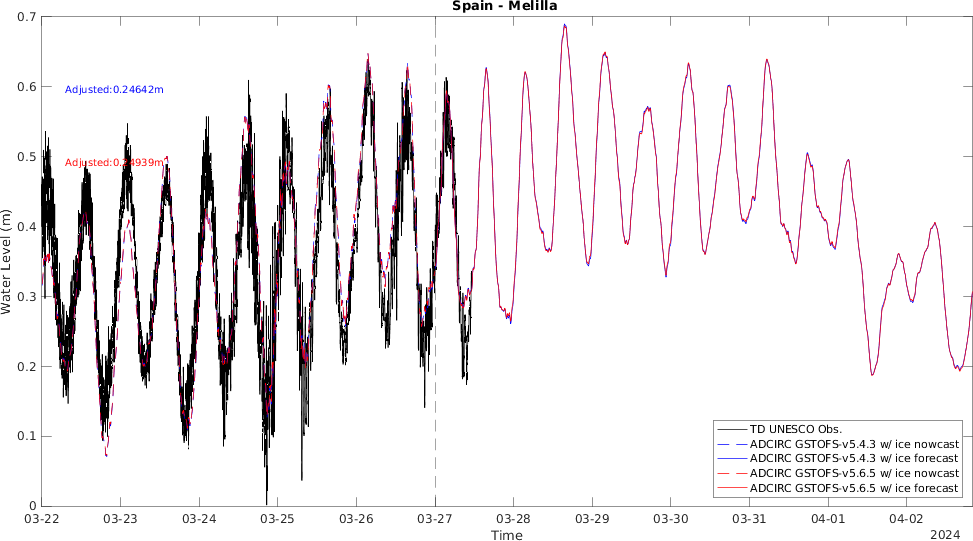 Spain - Melilla
0.7
0.6
0.5
0.4
0.3
0.2
0.1
0
Water Level (m)
Adjusted:0.24642m
Adjusted:0.24939m
TD UNESCO Obs.
ADCIRC GSTOFS-v5.4.3 w/ ice nowcast
ADCIRC GSTOFS-v5.4.3 w/ ice forecast
ADCIRC GSTOFS-v5.6.5 w/ ice nowcast
ADCIRC GSTOFS-v5.6.5 w/ ice forecast
03-22 03-23 03-24 03-25 03-26 03-27 03-28 03-29 03-30 03-31 04-01 04-02
Time
2024